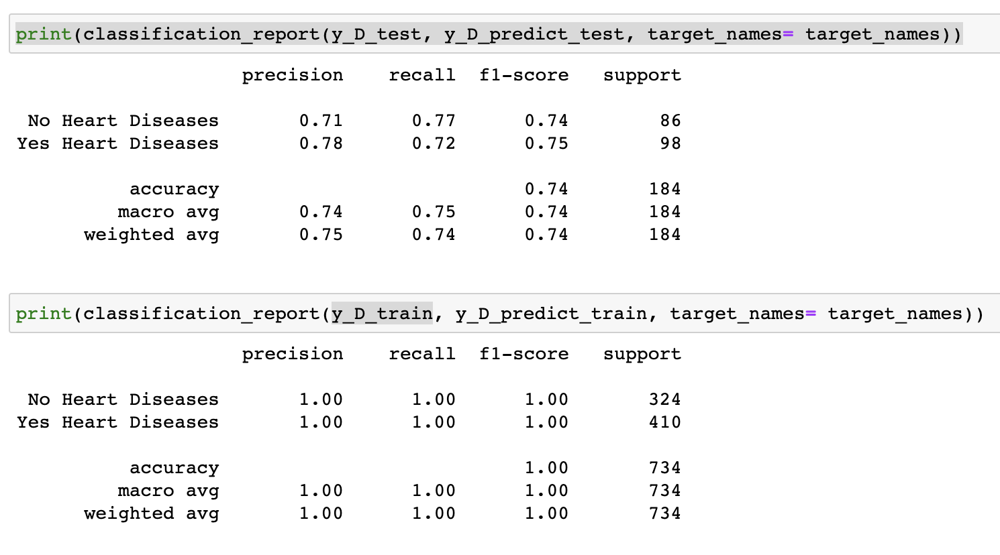 print(classification_report(y_D_test, y_D_predict_test, target_names= target_names))
precision recall f1-score support
No Heart Diseases 0.71 0.77 0.74 86
Yes Heart Diseases 0.78 0.72 0.75 98
accuracy 0.74 184
macro avg 0.74 0.75 0.74 184
weighted avg 0.75 0.74 0.74 184
print(classification_report(y_D_train, y_D_predict_train, target_names= target_names))
precision recall f1-score support
No Heart Diseases 1.00 1.00 1.00 324
Yes Heart Diseases 1.00 1.00 1.00 410
accuracy 1.00 734
macro avg 1.00 1.00 1.00 734
weighted avg 1.00 1.00 1.00 734